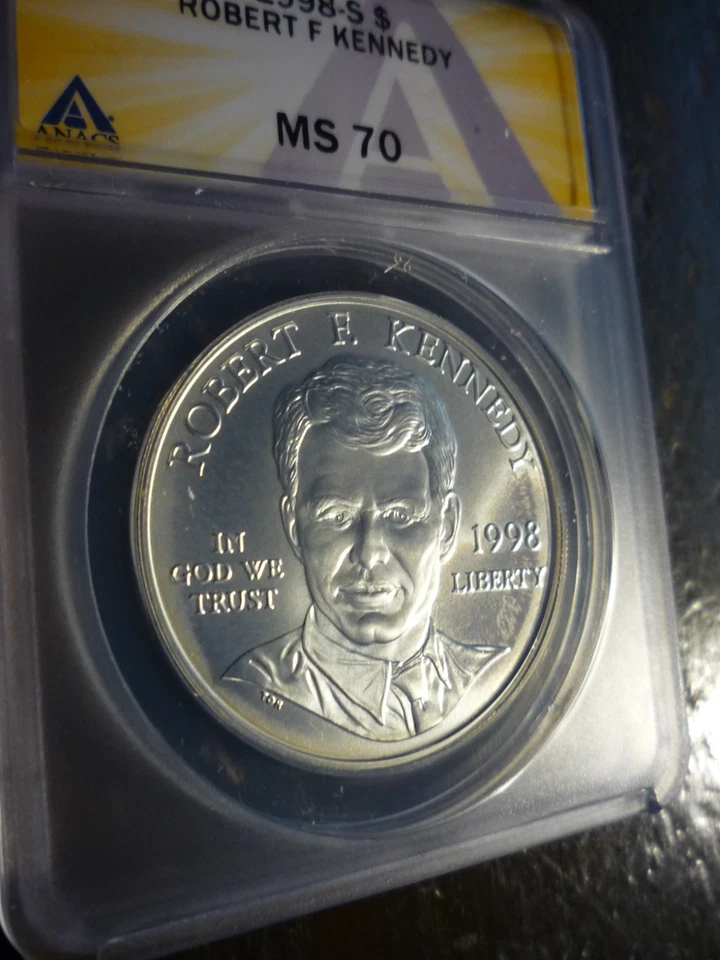 1998-S $
ROBERT F KENNEDY
MS 70
ANACS
ROBERT F. KENNEDY
IN
GOD WE
TRUST
1998
LIBERTY